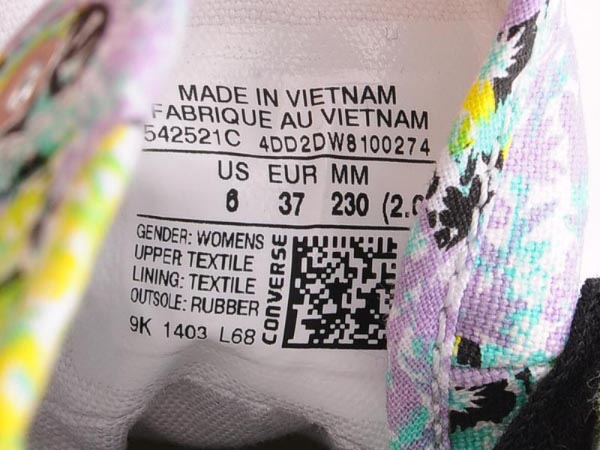 MADE IN VIETNAM
FABRIQUE AU VIETNAM
542521C 4DD2DW8100274
US EUR MM
6 37 230 (2.
GENDER: WOMENS
UPPER TEXTILE
LINING: TEXTILE
OUTSOLE: RUBBER
9K 1403 L68
CONVERSE